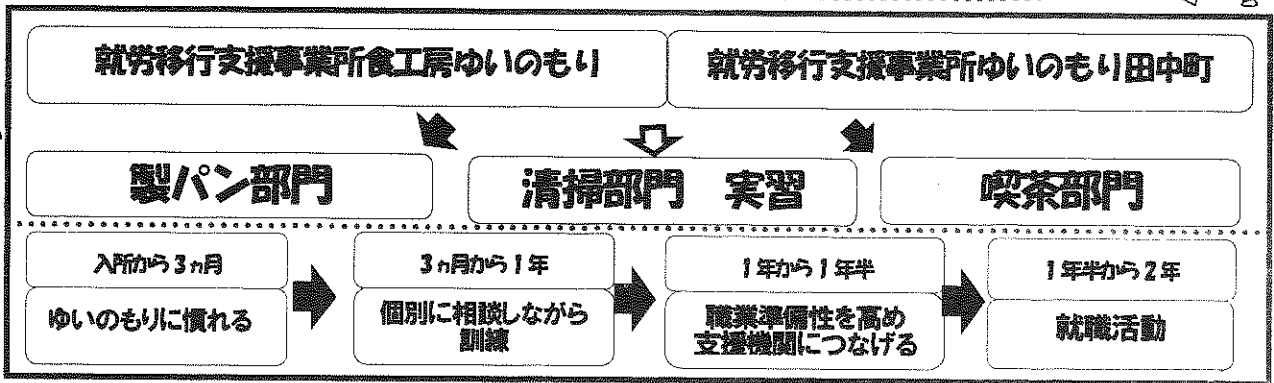 就労移行支援事業所食工房ゆいのもり
就労移行支援事業所ゆいのもり田中町
製パン部門
清掃部門　実習
喫茶部門
入所から3ヵ月
ゆいのもりに慣れる
3ヵ月から1年
個別に相談しながら
訓練
1年から1年半
職業準備性を高め
支援機関につなげる
1年半から2年
就職活動